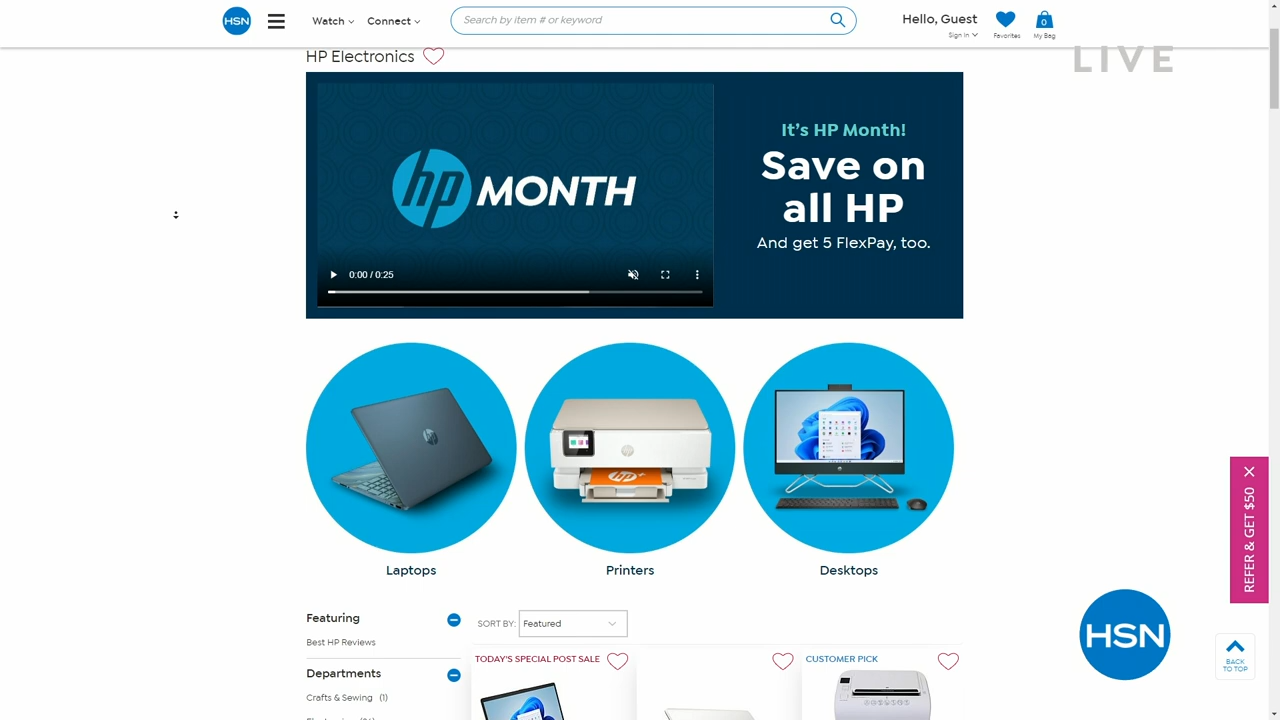 HSN
Watch
Connect
Search by item # or keyword
Hello, Guest
Sign In
Favorites
0
My Bag
HP Electronics
LIVE
hp MONTH
0:00 / 0:25
It's HP Month!
Save on
all HP
And get 5 FlexPay, too.
hp
Laptops
Printers
Desktops
REFER & GET $50
Featuring
Best HP Reviews
SORT BY:
Featured
HSN
BACK
TO TOP
TODAY'S SPECIAL POST SALE
CUSTOMER PICK
Departments
Crafts & Sewing (1)